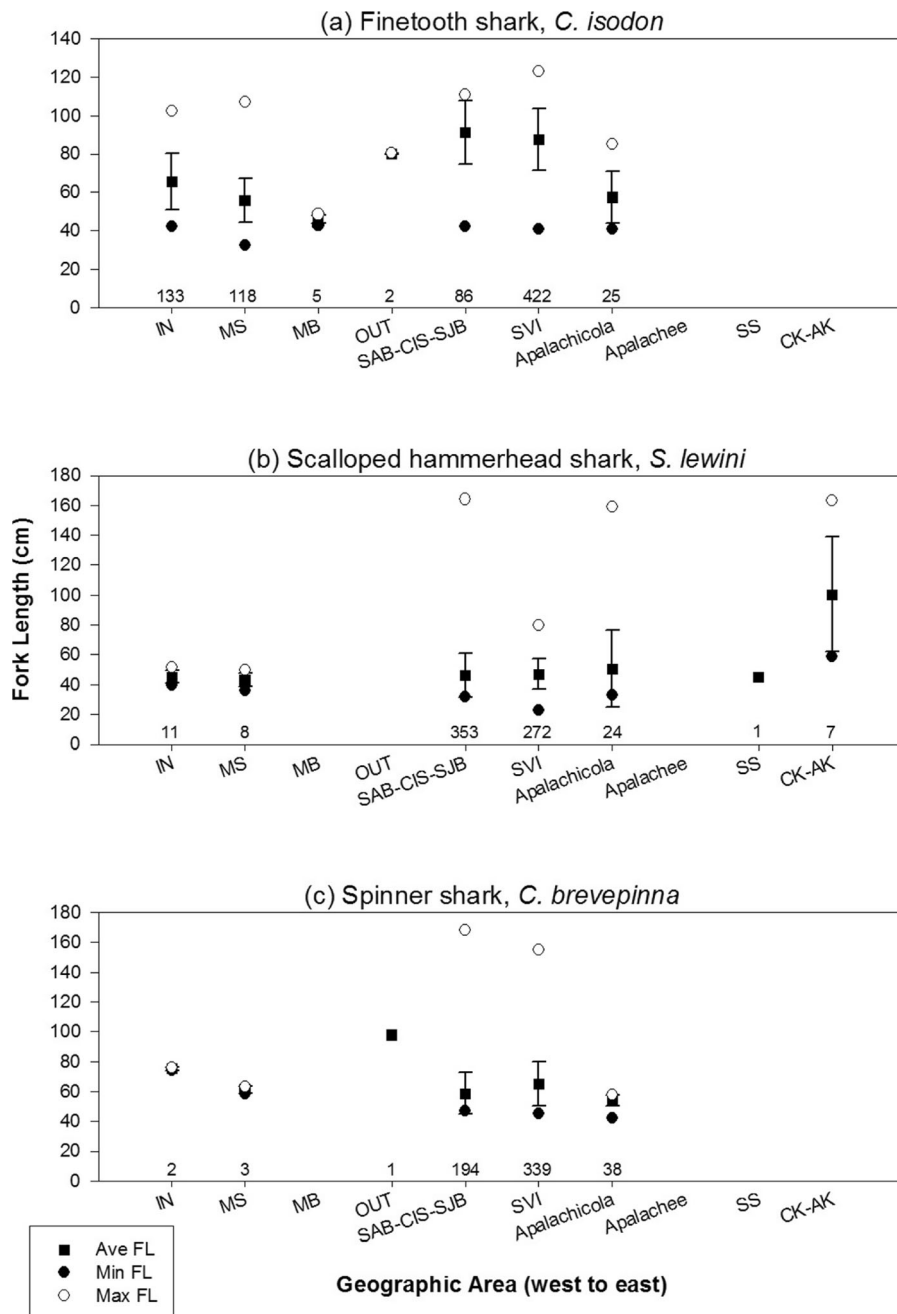 (a) Finetooth shark, C. isodon
140
120
100
80
60
40
20
0
133 118 5 2 86 422 25
IN MS MB OUT SAB-CIS-SJB SVI Apalachicola Apalachee SS CK-AK
(b) Scalloped hammerhead shark, S. lewini
180
160
140
120
100
80
60
40
20
0
Fork Length (cm)
11 8 353 272 24 1 7
IN MS MB OUT SAB-CIS-SJB SVI Apalachicola Apalachee SS CK-AK
(c) Spinner shark, C. brevepinna
180
160
140
120
100
80
60
40
20
0
2 3 1 194 339 38
IN MS MB OUT SAB-CIS-SJB SVI Apalachicola Apalachee SS CK-AK
Ave FL
Min FL
Max FL
Geographic Area (west to east)